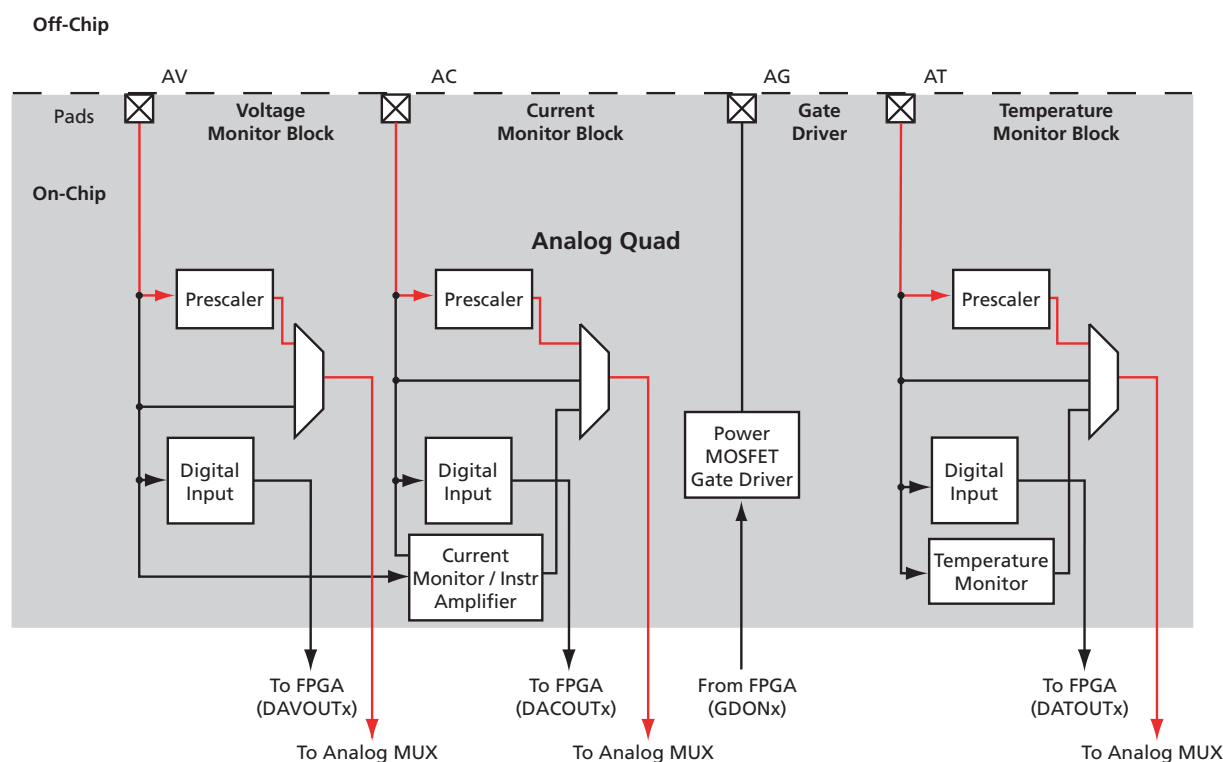 Off-Chip
AV
AC
AG
AT
Pads
Voltage
Monitor Block
Current
Monitor Block
Gate
Driver
Temperature
Monitor Block
On-Chip
Analog Quad
Prescaler
Prescaler
Prescaler
Digital
Input
Digital
Input
Power
MOSFET
Gate Driver
Digital
Input
Current
Monitor / Instr
Amplifier
Temperature
Monitor
To FPGA
(DAVOUTx)
To FPGA
(DACOUTx)
From FPGA
(GDONx)
To FPGA
(DATOUTx)
To Analog MUX
To Analog MUX
To Analog MUX